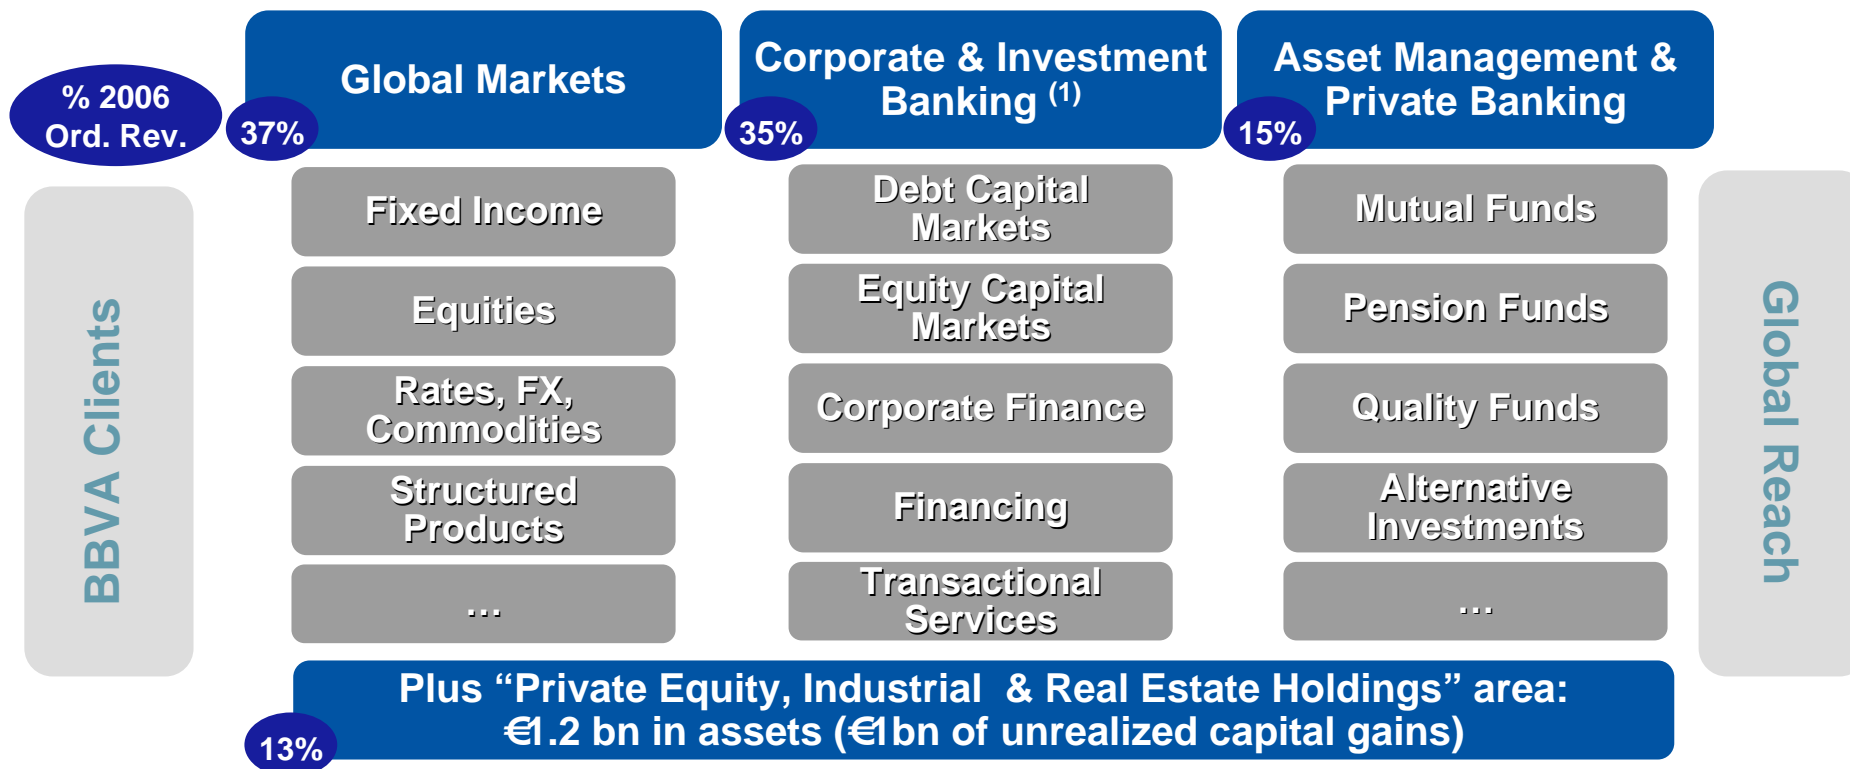 % 2006
Ord. Rev.
Global Markets
37%
Corporate & Investment
Banking (1)
35%
Asset Management &
Private Banking
15%
BBVA Clients
Fixed Income
Equities
Rates, FX,
Commodities
Structured
Products
…
Debt Capital
Markets
Equity Capital
Markets
Corporate Finance
Financing
Transactional
Services
Mutual Funds
Pension Funds
Quality Funds
Alternative
Investments
…
Global Reach
Plus “Private Equity, Industrial & Real Estate Holdings” area:
€1.2 bn in assets (€1bn of unrealized capital gains)
13%